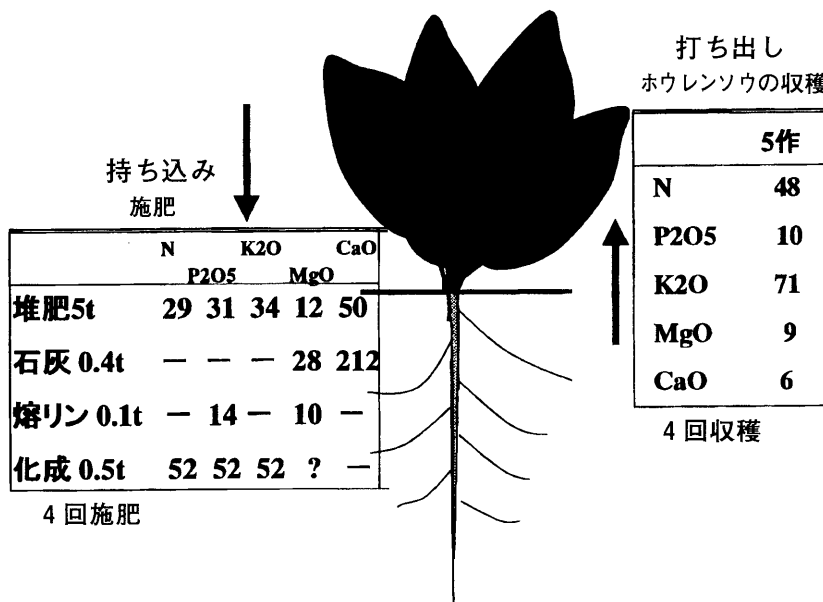 打ち出し
ホウレンソウの収穫
5作
N 48
P2O5 10
K2O 71
MgO 9
CaO 6
4回収穫
持ち込み
施肥
N K2O CaO
P2O5 MgO
堆肥5t 29 31 34 12 50
石灰 0.4t — — — 28 212
熔リン 0.1t — 14 — 10 —
化成 0.5t 52 52 52 ? —
4回施肥